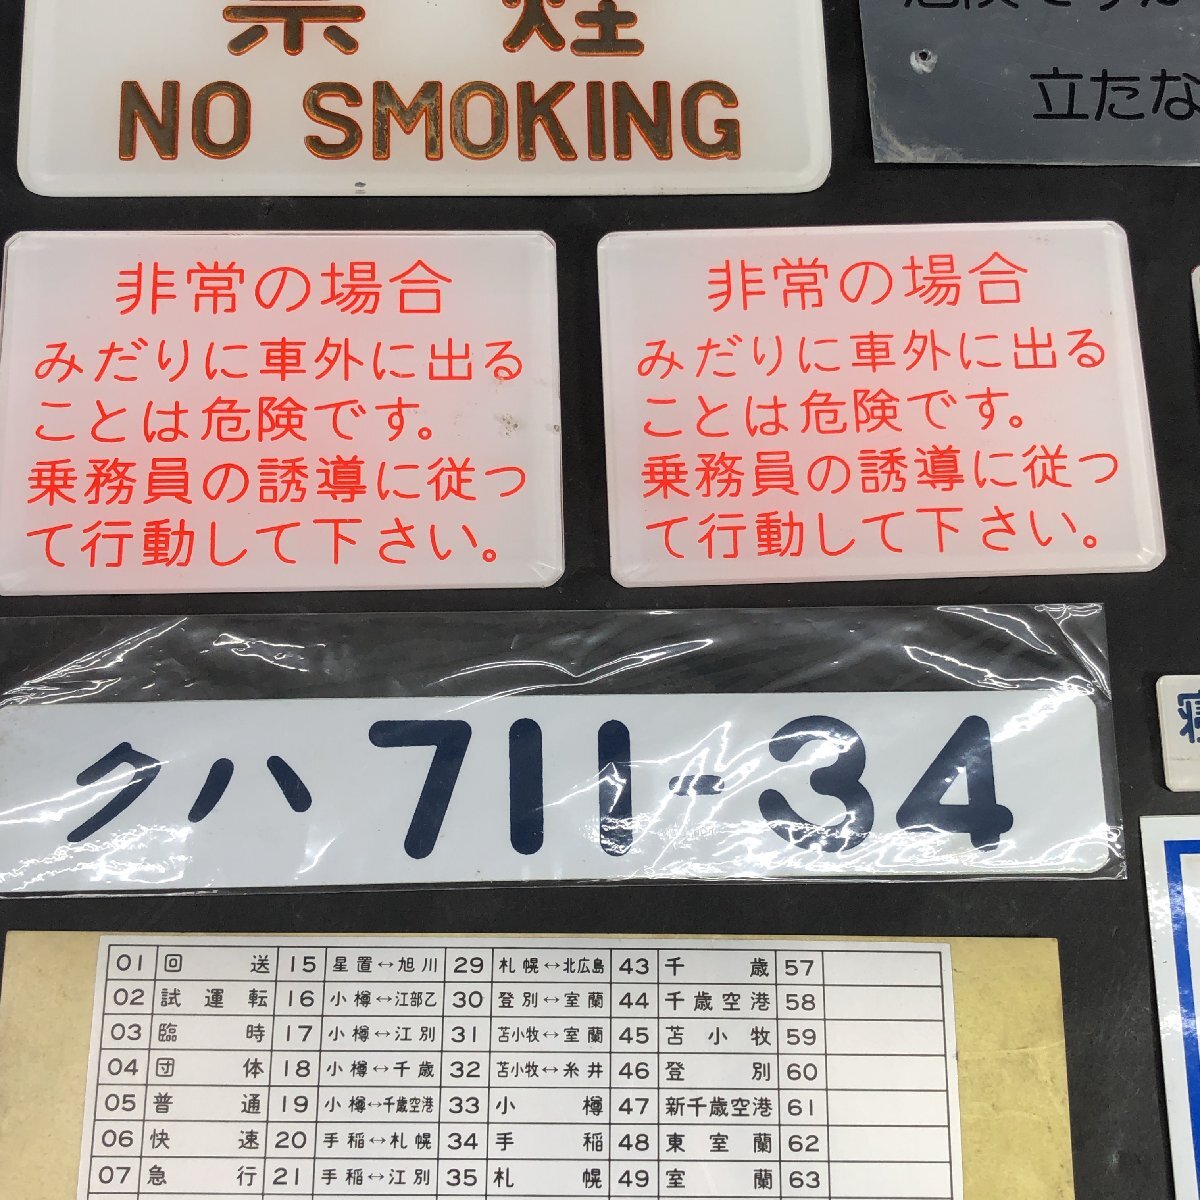 禁煙
NO SMOKING
危険ですか
立たな
非常の場合
みだりに車外に出る
ことは危険です。
乗務員の誘導に従っ
て行動して下さい。
非常の場合
みだりに車外に出る
ことは危険です。
乗務員の誘導に従っ
て行動して下さい。
クハ 711-34
01 回送 15 星置↔旭川 29 札幌↔北広島 43 千歳 57
02 試運転 16 小樽↔江部乙 30 登別↔室蘭 44 千歳空港 58
03 臨時 17 小樽↔江別 31 苫小牧↔室蘭 45 苫小牧 59
04 団体 18 小樽↔千歳 32 苫小牧↔糸井 46 登別 60
05 普通 19 小樽↔千歳空港 33 小樽 47 新千歳空港 61
06 快速 20 手稲↔札幌 34 手稲 48 東室蘭 62
07 急行 21 手稲↔江別 35 札幌 49 室蘭 63